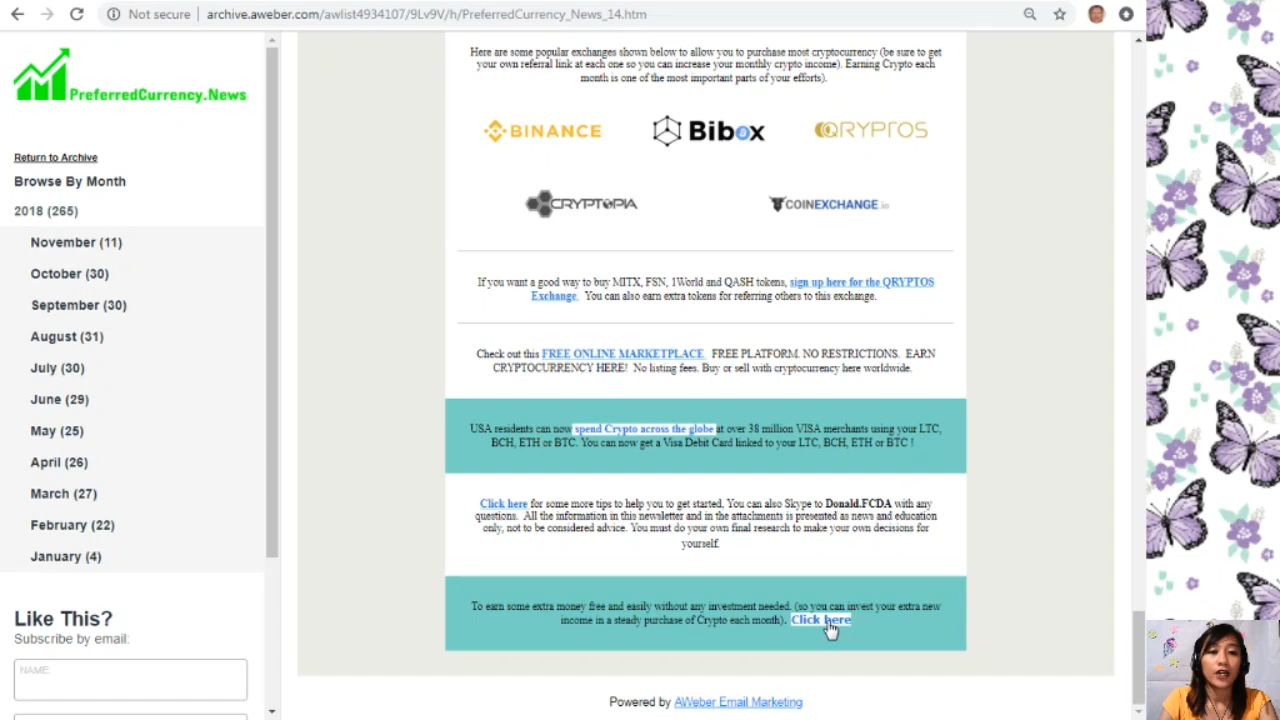 Not secure
archive.aweber.com/awlist4934107/9Lv9V/h/PreferredCurrency_News_14.htm
PreferredCurrency.News
Return to Archive
Browse By Month
2018 (265)
November (11)
October (30)
September (30)
August (31)
July (30)
June (29)
May (25)
April (26)
March (27)
February (22)
January (4)
Like This?
Subscribe by email:
NAME
Here are some popular exchanges shown below to allow you to purchase most cryptocurrency (be sure to get
your own referral link at each one so you can increase your monthly crypto income). Earning Crypto each
month is one of the most important parts of your efforts).
BINANCE
Bibox
QRYPTOS
CRYPTOPIA
COINEXCHANGE.io
If you want a good way to buy MITX, FSN, 1World and QASH tokens, sign up here for the QRYPTOS
Exchange. You can also earn extra tokens for referring others to this exchange.
Check out this FREE ONLINE MARKETPLACE FREE PLATFORM. NO RESTRICTIONS. EARN
CRYPTOCURRENCY HERE! No listing fees. Buy or sell with cryptocurrency here worldwide.
USA residents can now spend Crypto across the globe at over 38 million VISA merchants using your LTC,
BCH, ETH or BTC. You can now get a Visa Debit Card linked to your LTC, BCH, ETH or BTC !
Click here for some more tips to help you to get started. You can also Skype to Donald.FCDA with any
questions. All the information in this newsletter and in the attachments is presented as news and education
only, not to be considered advice. You must do your own final research to make your own decisions for
yourself.
To earn some extra money free and easily without any investment needed, (so you can invest your extra new
income in a steady purchase of Crypto each month). Click here
Powered by AWeber Email Marketing